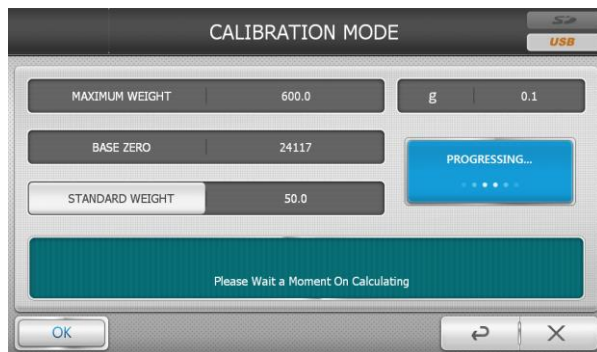 CALIBRATION MODE
SD
USB
MAXIMUM WEIGHT 600.0 g 0.1
BASE ZERO 24117
PROGRESSING...
STANDARD WEIGHT 50.0
Please Wait a Moment On Calculating
OK